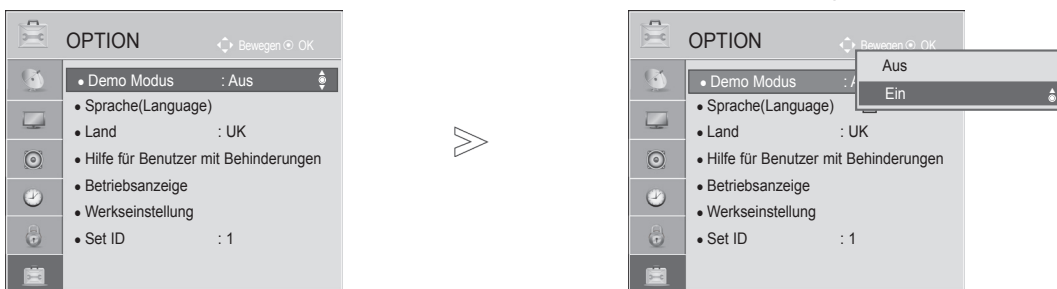 OPTION
Bewegen OK
• Demo Modus : Aus
• Sprache(Language)
• Land : UK
• Hilfe für Benutzer mit Behinderungen
• Betriebsanzeige
• Werkseinstellung
• Set ID : 1
OPTION
Bewegen OK
Aus
• Demo Modus : A
Ein
• Sprache(Language)
• Land : UK
• Hilfe für Benutzer mit Behinderungen
• Betriebsanzeige
• Werkseinstellung
• Set ID : 1